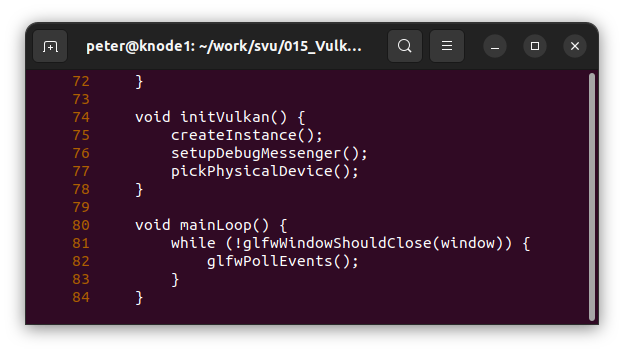 peter@knode1: ~/work/svu/015_Vulk…
72     }
73
74     void initVulkan() {
75         createInstance();
76         setupDebugMessenger();
77         pickPhysicalDevice();
78     }
79
80     void mainLoop() {
81         while (!glfwWindowShouldClose(window)) {
82             glfwPollEvents();
83         }
84     }